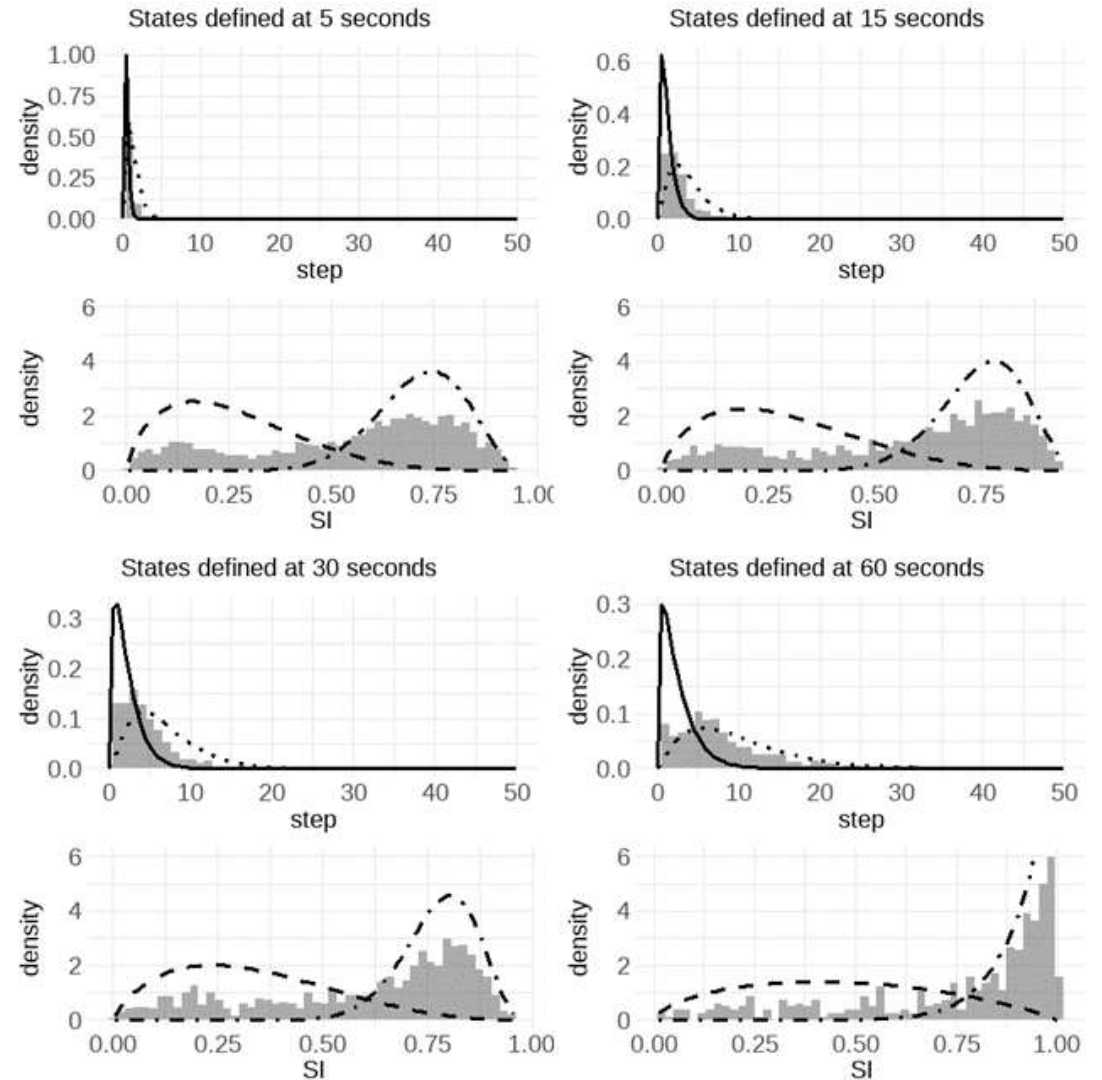 States defined at 5 seconds
1.00
0.75
0.50
0.25
0.00
density
0 10 20 30 40 50
step
6
4
2
0
density
0.00 0.25 0.50 0.75 1.00
SI
States defined at 15 seconds
0.6
0.4
0.2
0.0
density
0 10 20 30 40 50
step
6
4
2
0
density
0.00 0.25 0.50 0.75
SI
States defined at 30 seconds
0.3
0.2
0.1
0.0
density
0 10 20 30 40 50
step
6
4
2
0
density
0.00 0.25 0.50 0.75 1.00
SI
States defined at 60 seconds
0.3
0.2
0.1
0.0
density
0 10 20 30 40 50
step
6
4
2
0
density
0.00 0.25 0.50 0.75 1.00
SI